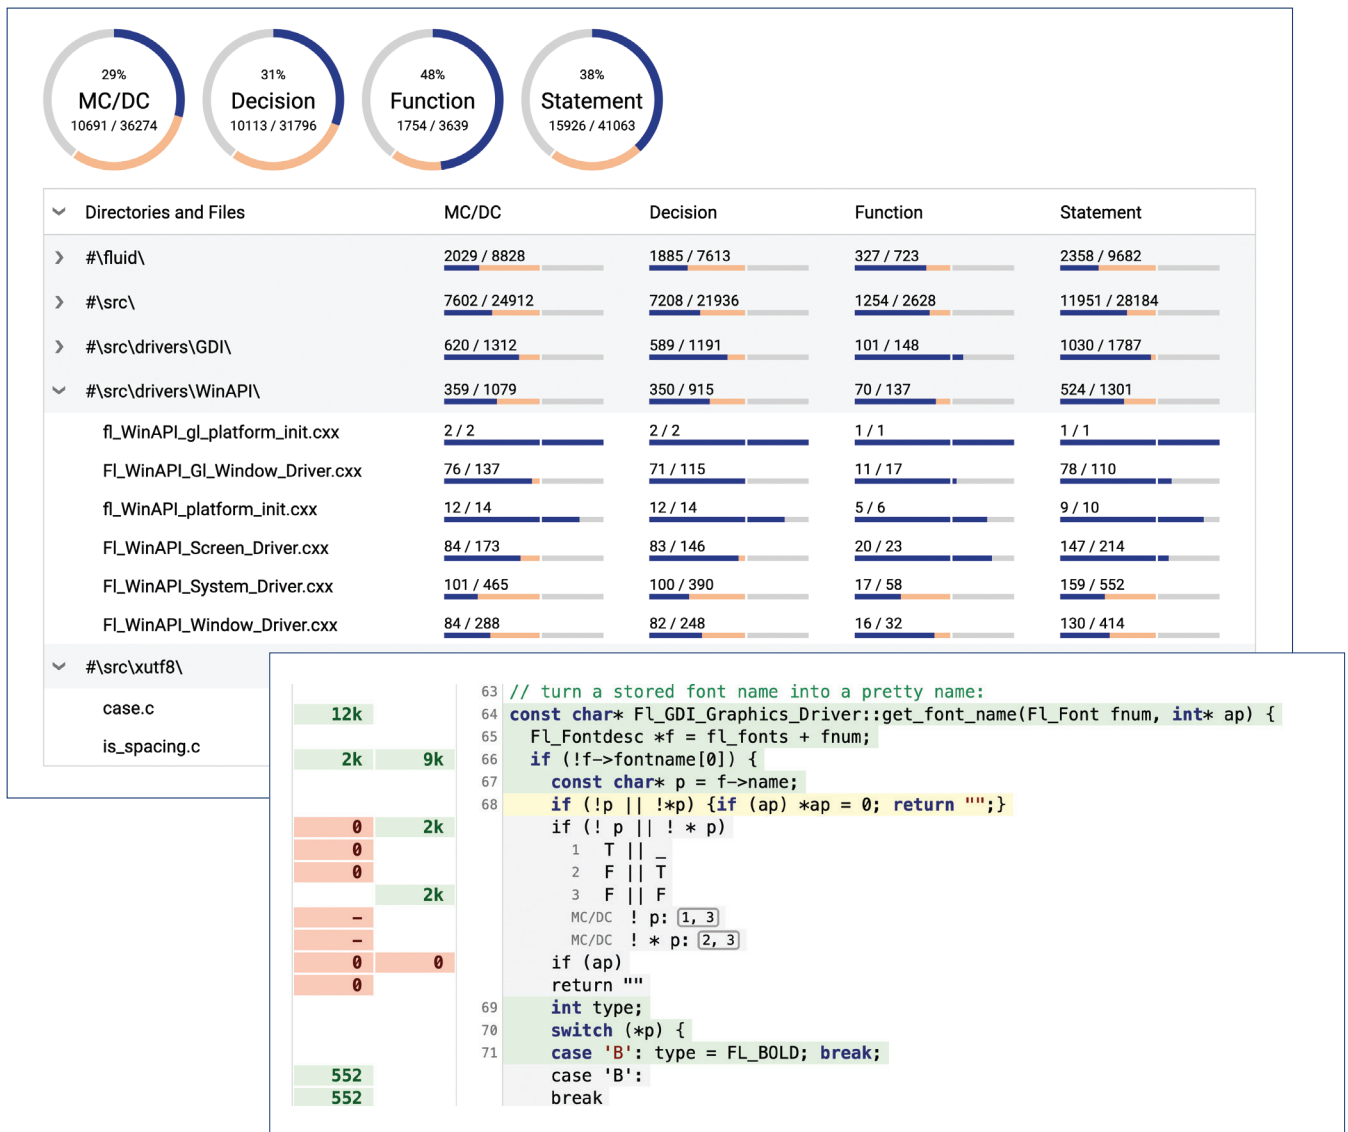 29% 31% 48% 38%
MC/DC Decision Function Statement
10691 / 36274 10113 / 31796 1754 / 3639 15926 / 41063
Directories and Files MC/DC Decision Function Statement
#\fluid\ 2029 / 8828 1885 / 7613 327 / 723 2358 / 9682
#\src\ 7602 / 24912 7208 / 21936 1254 / 2628 11951 / 28184
#\src\drivers\GDI\ 620 / 1312 589 / 1191 101 / 148 1030 / 1787
#\src\drivers\WinAPI\ 359 / 1079 350 / 915 70 / 137 524 / 1301
fl_WinAPI_gl_platform_init.cxx 2 / 2 2 / 2 1 / 1 1 / 1
Fl_WinAPI_Gl_Window_Driver.cxx 76 / 137 71 / 115 11 / 17 78 / 110
fl_WinAPI_platform_init.cxx 12 / 14 12 / 14 5 / 6 9 / 10
Fl_WinAPI_Screen_Driver.cxx 84 / 173 83 / 146 20 / 23 147 / 214
Fl_WinAPI_System_Driver.cxx 101 / 465 100 / 390 17 / 58 159 / 552
Fl_WinAPI_Window_Driver.cxx 84 / 288 82 / 248 16 / 32 130 / 414
#\src\xutf8\
case.c
is_spacing.c
63 // turn a stored font name into a pretty name:
12k 64 const char* Fl_GDI_Graphics_Driver::get_font_name(Fl_Font fnum, int* ap) {
65 Fl_Fontdesc *f = fl_fonts + fnum;
2k 9k 66 if (!f->fontname[0]) {
67 const char* p = f->name;
68 if (!p || !*p) {if (ap) *ap = 0; return "";}
0 2k if (! p || ! * p)
0 1 T || _
0 2 F || T
2k 3 F || F
– MC/DC ! p: 1, 3
– MC/DC ! * p: 2, 3
0 0 if (ap)
0 return ""
69 int type;
70 switch (*p) {
71 case 'B': type = FL_BOLD; break;
552 case 'B':
552 break